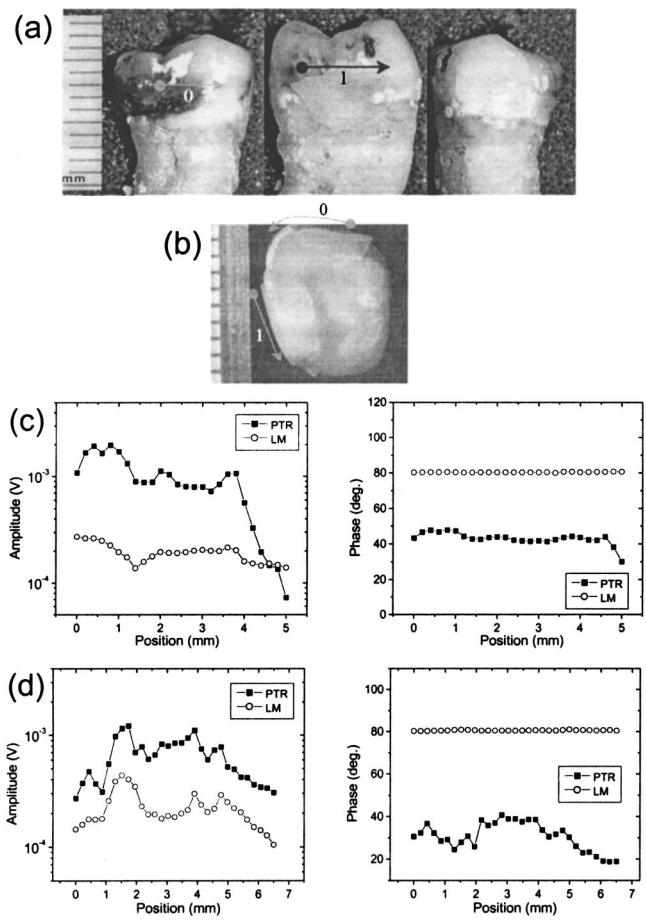 (a)
0
1
mm
(b)
0
1
(c)
PTR
LM
10⁻³
10⁻⁴
Amplitude (V)
0 1 2 3 4 5
Position (mm)
120
100
80
60
40
20
0
Phase (deg.)
PTR
LM
0 1 2 3 4 5
Position (mm)
(d)
PTR
LM
10⁻³
10⁻⁴
Amplitude (V)
0 1 2 3 4 5 6 7
Position (mm)
100
80
60
40
20
Phase (deg.)
PTR
LM
0 1 2 3 4 5 6 7
Position (mm)